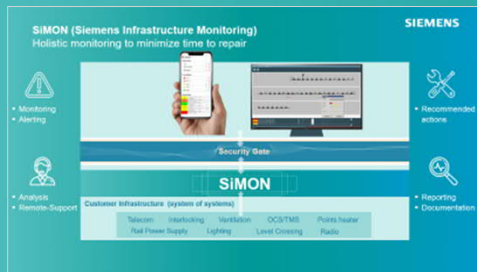 SiMON (Siemens Infrastructure Monitoring)
SIEMENS
Holistic monitoring to minimize time to repair
• Monitoring
• Alerting
• Recommended
actions
Security Gate
SiMON
• Analysis
• Remote-Support
• Reporting
• Documentation
Customer Infrastructure (system of systems)
Telecom Interlocking Ventilation OCS/TMS Points heater
Rail Power Supply Lighting Level Crossing Radio